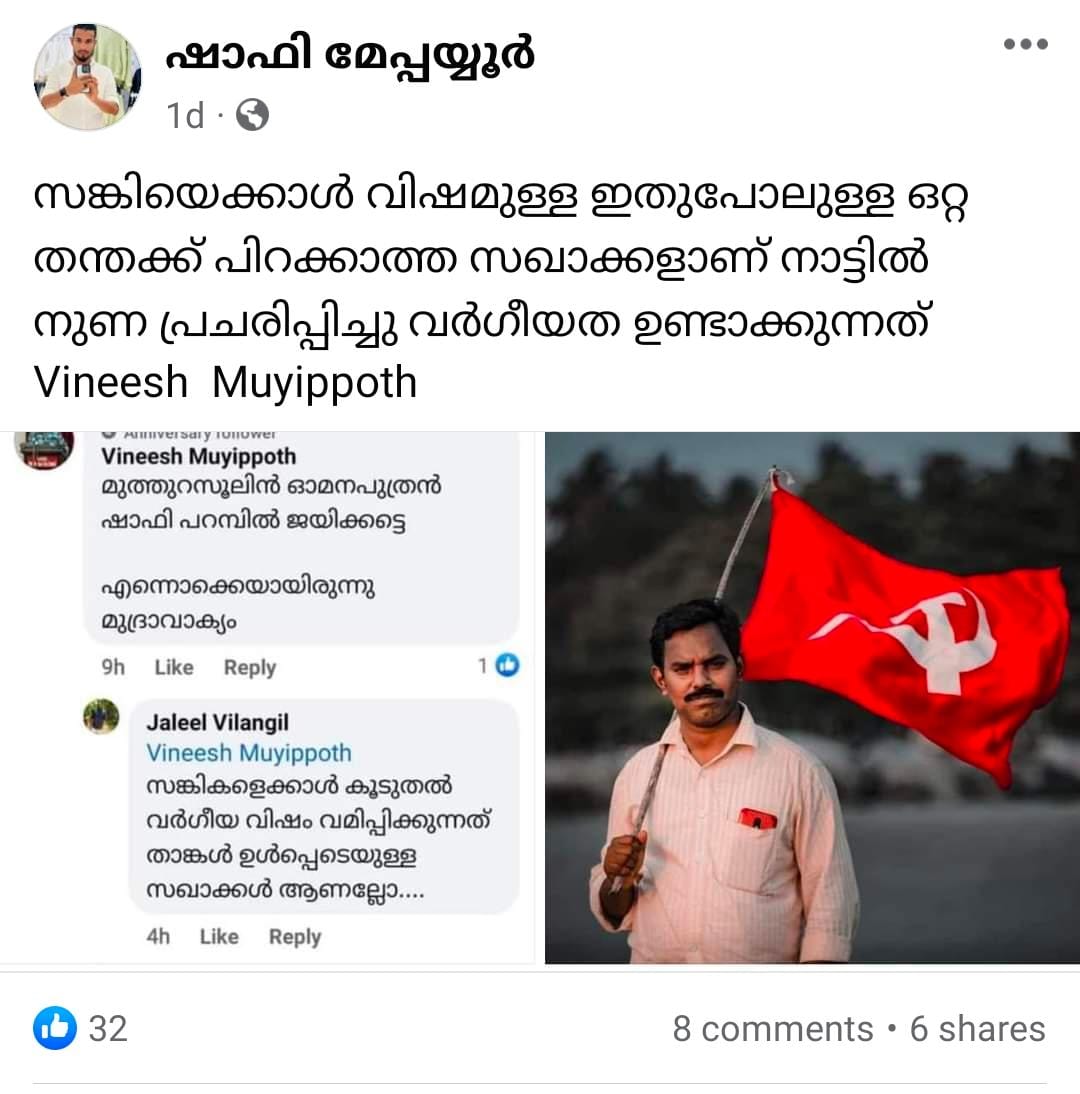 ഷാഫി മേപ്പയ്യൂർ
1d ·
സങ്കിയെക്കാൾ വിഷമുള്ള ഇതുപോലുള്ള ഒറ്റ
തന്തക്ക് പിറക്കാത്ത സഖാക്കളാണ് നാട്ടിൽ
നുണ പ്രചരിപ്പിച്ചു വർഗീയത ഉണ്ടാക്കുന്നത്
Vineesh Muyippoth
Anniversary follower
Vineesh Muyippoth
മുത്തുറസൂലിൻ ഓമനപുത്രൻ
ഷാഫി പറമ്പിൽ ജയിക്കട്ടെ
എന്നൊക്കെയായിരുന്നു
മുദ്രാവാക്യം
9h Like Reply 1
Jaleel Vilangil
Vineesh Muyippoth
സങ്കികളെക്കാൾ കൂടുതൽ
വർഗീയ വിഷം വമിപ്പിക്കുന്നത്
താങ്കൾ ഉൾപ്പെടെയുള്ള
സഖാക്കൾ ആണല്ലോ....
4h Like Reply
32
8 comments • 6 shares